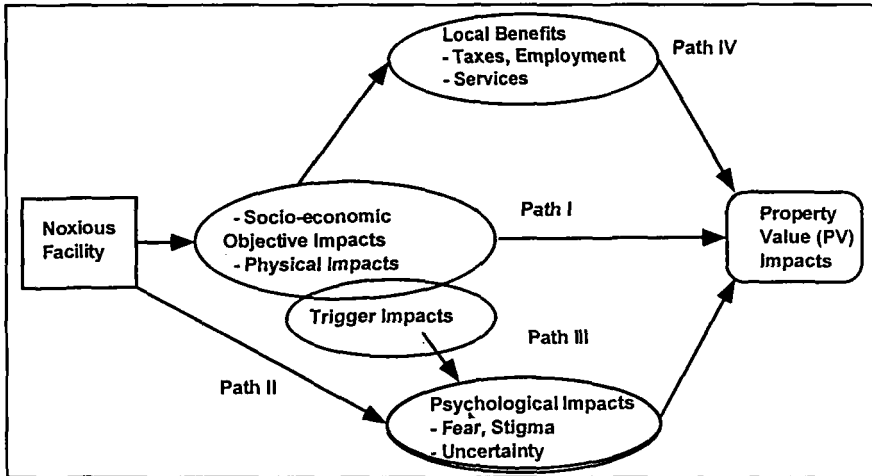 Local Benefits
- Taxes, Employment
- Services
Path IV
Noxious
Facility
- Socio-economic
Objective Impacts
- Physical Impacts
Path I
Property
Value (PV)
Impacts
Trigger Impacts
Path III
Path II
Psychological Impacts
- Fear, Stigma
- Uncertainty